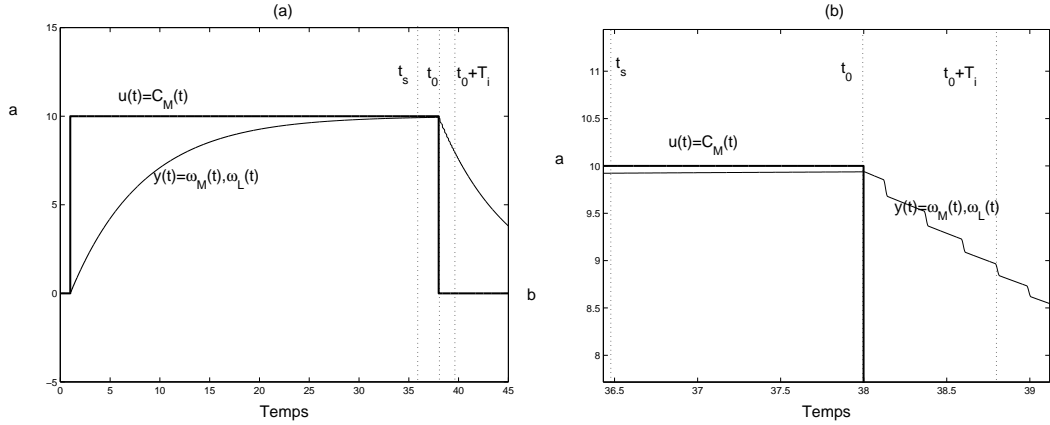 (a)
15
10
5
0
−5
0
5
10
15
20
25
30
35
40
45
Temps
a
u(t)=C_M(t)
y(t)=ω_M(t),ω_L(t)
t_s
t_0
t_0+T_i
(b)
11
10.5
10
9.5
9
8.5
8
36.5
37
37.5
38
38.5
39
Temps
a
b
t_s
t_0
t_0+T_i
u(t)=C_M(t)
y(t)=ω_M(t),ω_L(t)